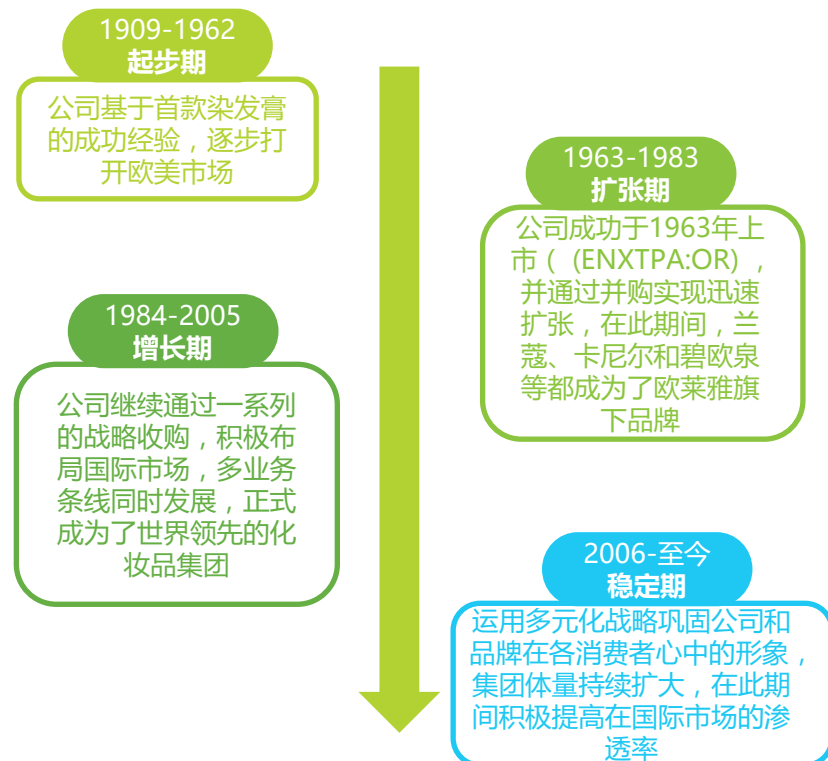 1909-1962
起步期
公司基于首款染发膏
的成功经验，逐步打
开欧美市场
1963-1983
扩张期
公司成功于1963年上
市（ (ENXTPA:OR) ，
并通过并购实现迅速
扩张，在此期间，兰
蔻、卡尼尔和碧欧泉
等都成为了欧莱雅旗
下品牌
1984-2005
增长期
公司继续通过一系列
的战略收购，积极布
局国际市场，多业务
条线同时发展，正式
成为了世界领先的化
妆品集团
2006-至今
稳定期
运用多元化战略巩固公司和
品牌在各消费者心中的形象，
集团体量持续扩大，在此期
间积极提高在国际市场的渗
透率